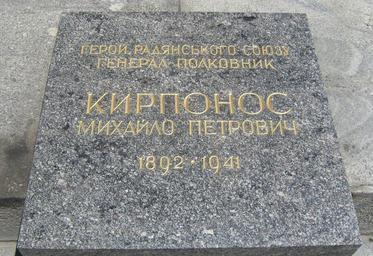 ГЕРОЙ РАДЯНСЬКОГО СОЮЗУ
ГЕНЕРАЛ ПОЛКОВНИК
КИРПОНОС
МИХАЙЛО ПЕТРОВИЧ
1892 · 1941